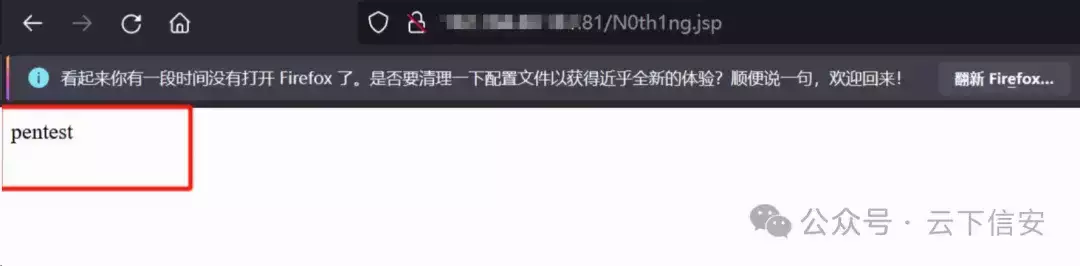 :81/N0th1ng.jsp
看起来你有一段时间没有打开 Firefox 了。是否要清理一下配置文件以获得近乎全新的体验？顺便说一句，欢迎回来！
翻新 Firefox...
pentest
公众号 · 云下信安